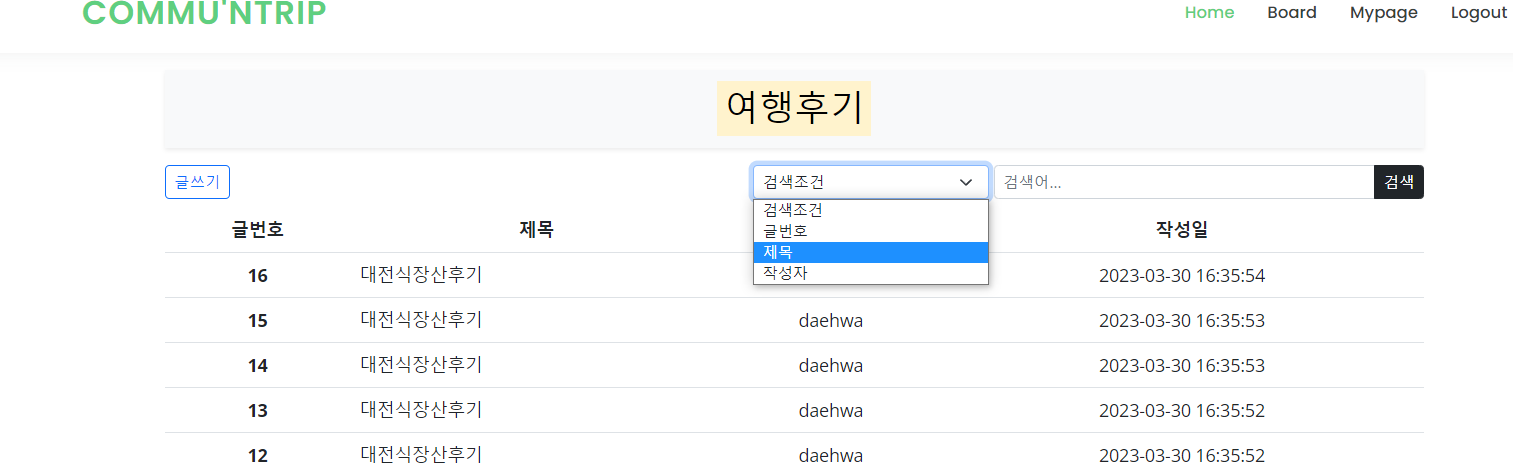 COMMU'NTRIP Home Board Mypage Logout
여행후기
글쓰기 검색조건 검색어... 검색
검색조건
글번호
제목
작성자
글번호 제목 작성일
16 대전식장산후기 2023-03-30 16:35:54
15 대전식장산후기 daehwa 2023-03-30 16:35:53
14 대전식장산후기 daehwa 2023-03-30 16:35:53
13 대전식장산후기 daehwa 2023-03-30 16:35:52
12 대전식장산후기 daehwa 2023-03-30 16:35:52